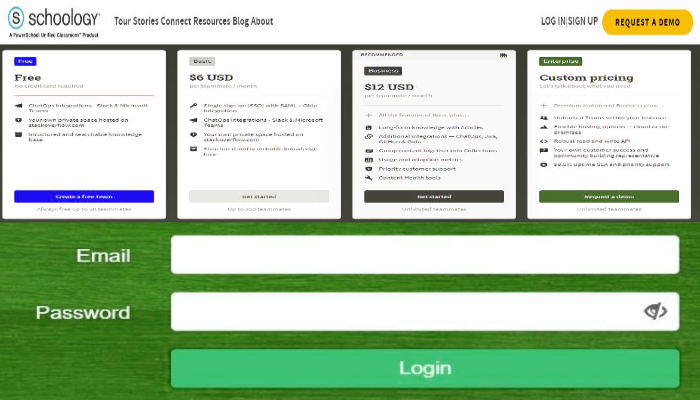 S schoology®
A PowerSchool Unified Classroom® Product
Tour Stories Connect Resources Blog About
LOG IN|SIGN UP
REQUEST A DEMO
Free
Free
No credit card required
ChatOps Integrations - Slack & Microsoft
Teams
Your own private space hosted on
stackoverflow.com
Structured and searchable knowledge
base
Create a free team
Always free up to 50 teammates
Basic
$6 USD
per teammate / month
Single sign-on (SSO) with SAML - Okta
Integration
ChatOps Integrations - Slack & Microsoft
Teams
Your own private space hosted on
stackoverflow.com
Structured and searchable knowledge
base
Get started
Up to 250 teammates
RECOMMENDED
Business
$12 USD
per teammate / month
All the features of Basic plus...
Long-form knowledge with Articles
Additional integrations — ChatOps, Jira,
GitHub & Okta
Group content together into Collections
Usage and adoption metrics
Priority customer support
Content Health tools
Get started
Unlimited teammates
Enterprise
Custom pricing
Let's talk about what you need
Premium features of Business plus...
Unlimited Teams within your instance
Flexible hosting options — cloud or on-
premises
Robust read and write API
Your own customer success and
community building representative
99.5% uptime SLA and priority support
Request a demo
Unlimited teammates
Email
Password
Login